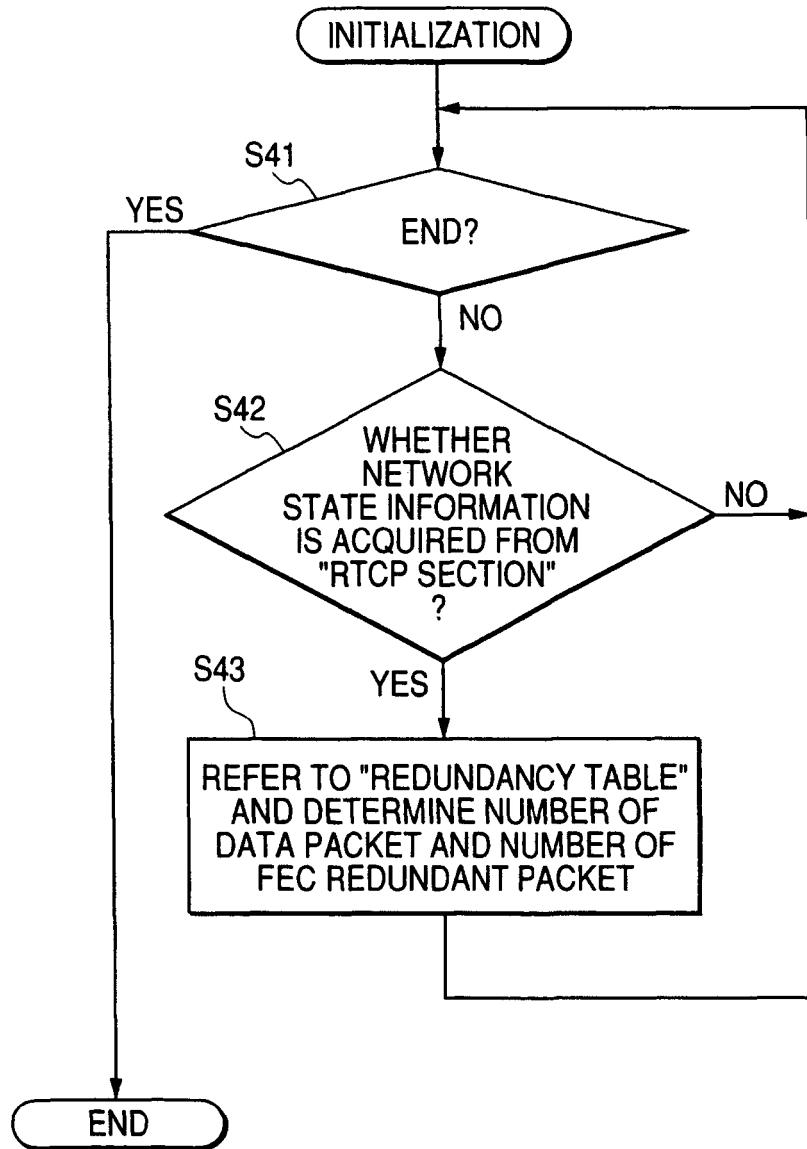 INITIALIZATION
S41
YES
END?
NO
S42
WHETHER
NETWORK
STATE INFORMATION
IS ACQUIRED FROM
"RTCP SECTION"
?
NO
YES
S43
REFER TO "REDUNDANCY TABLE"
AND DETERMINE NUMBER OF
DATA PACKET AND NUMBER OF
FEC REDUNDANT PACKET
END